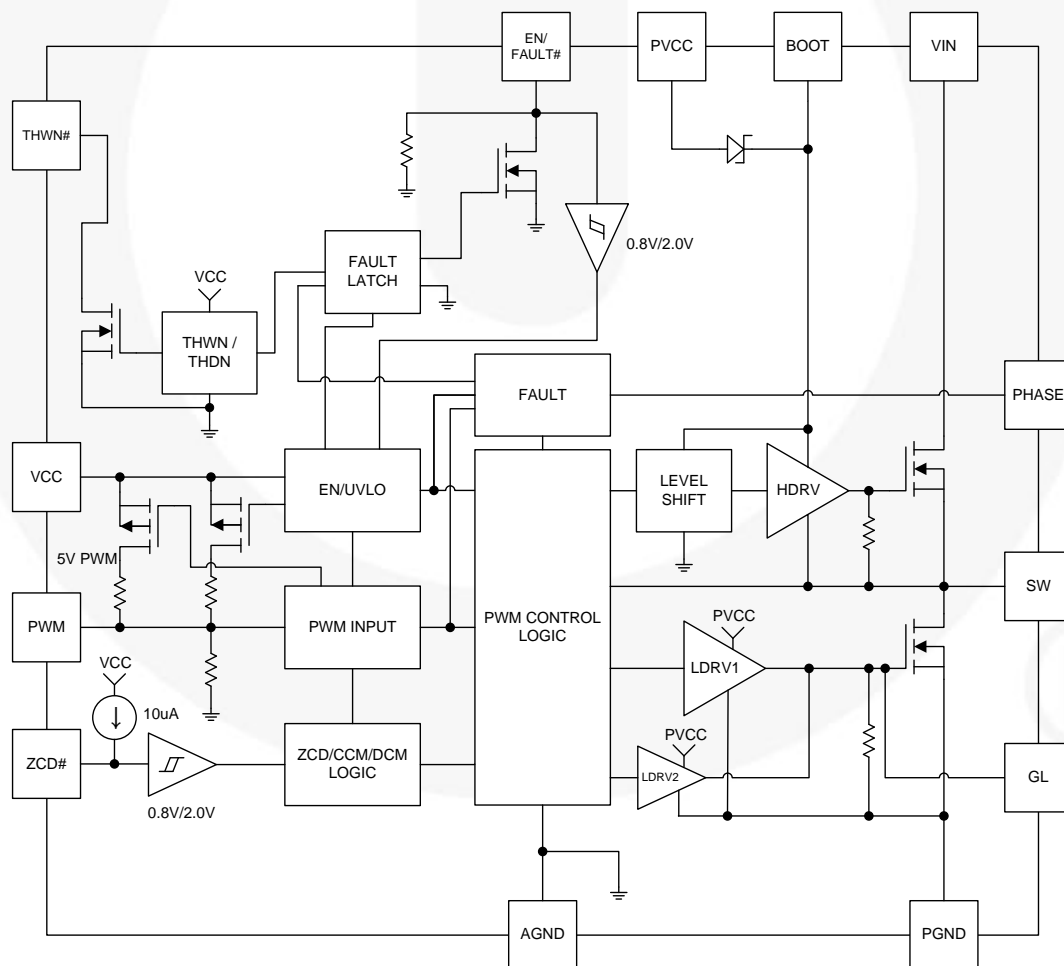 EN/
FAULT#
PVCC
BOOT
VIN
THWN#
0.8V/2.0V
FAULT
LATCH
VCC
THWN /
THDN
FAULT
PHASE
VCC
EN/UVLO
LEVEL
SHIFT
HDRV
5V PWM
SW
PWM
PWM INPUT
PWM CONTROL
LOGIC
PVCC
LDRV1
VCC
10uA
ZCD#
ZCD/CCM/DCM
LOGIC
PVCC
LDRV2
GL
0.8V/2.0V
AGND
PGND